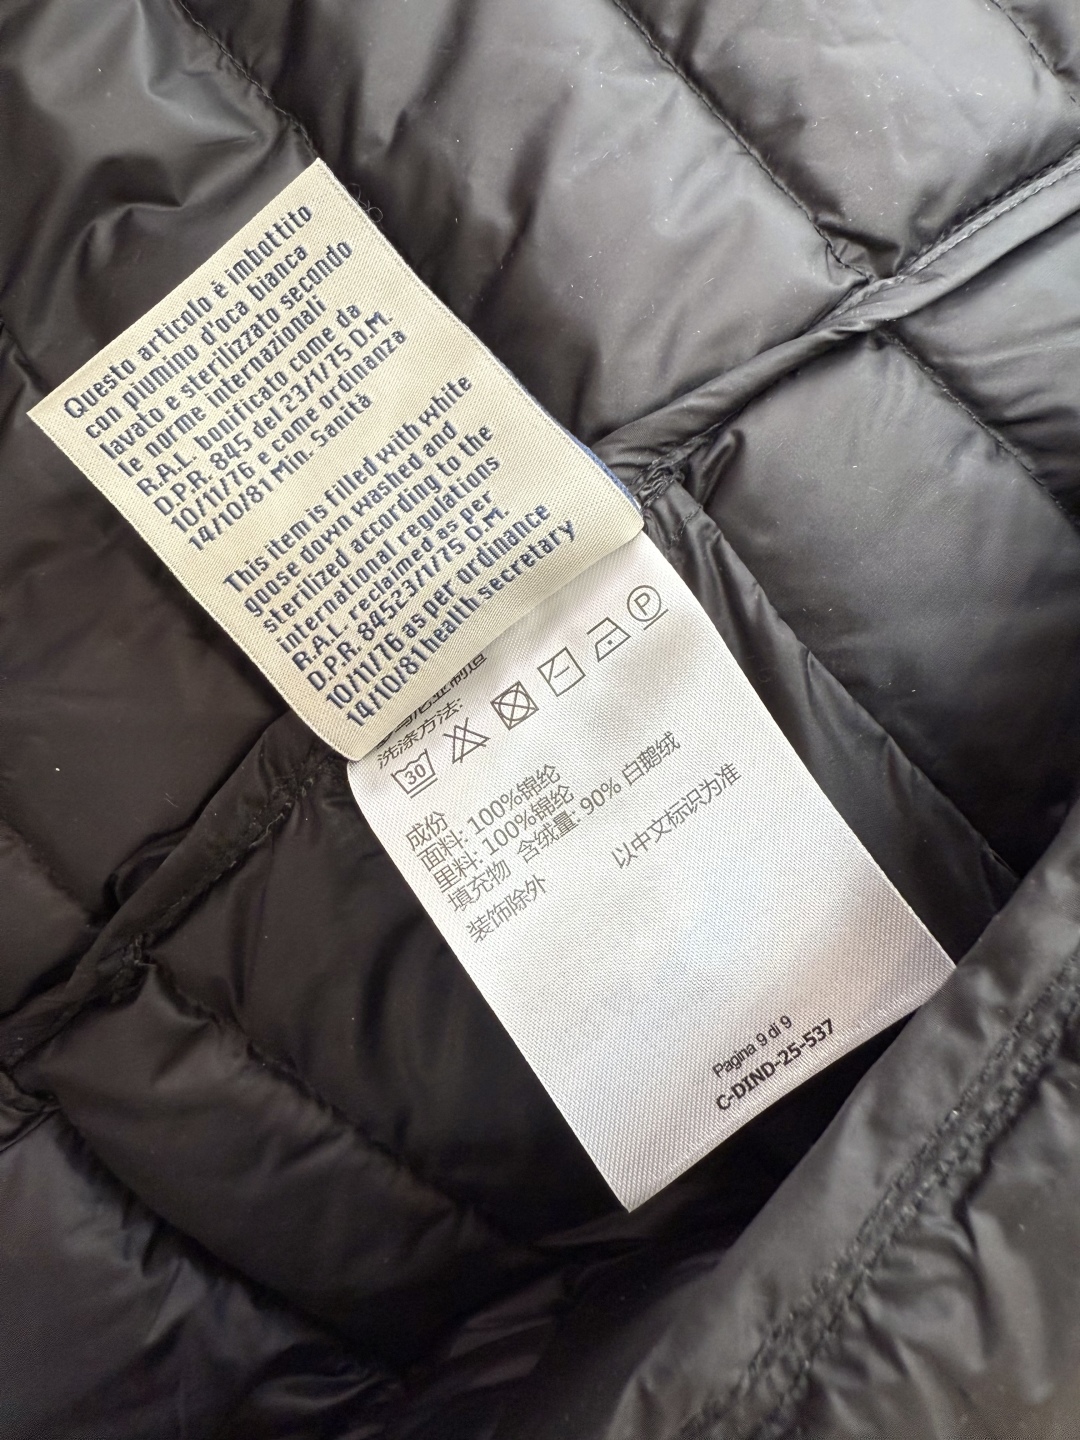 Questo articolo è imbottito
con piumino d'oca bianca
lavato e sterilizzato secondo
le norme internazionali
R.A.L. bonificato come da
D.P.R. 845 del 23/1/75 D.M.
10/11/76 e come ordinanza
14/10/81 Min. Sanità
This item is filled with white
goose down washed and
sterilized according to the
international regulations
R.A.L. reclaimed as per
D.P.R. 84523/1/75 D.M.
10/11/76 as per ordinance
14/10/81 health secretary
尼亚制造
洗涤方法:
30
P
成份
面料: 100%锦纶
里料: 100%锦纶
填充物 含绒量: 90% 白鹅绒
装饰除外 以中文标识为准
Pagina 9 di 9
C-DIND-25-537